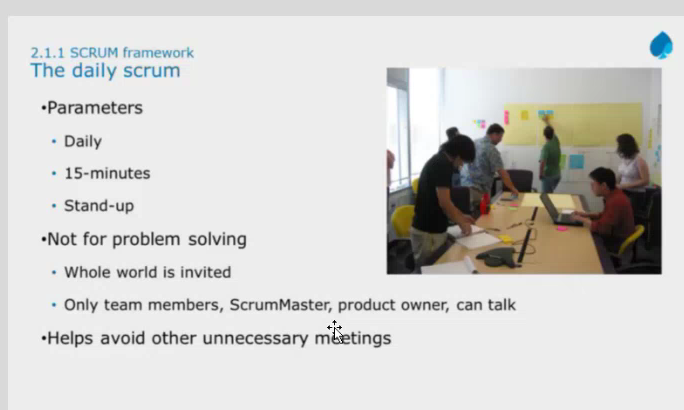 2.1.1 SCRUM framework
The daily scrum
•Parameters
• Daily
• 15-minutes
• Stand-up
•Not for problem solving
• Whole world is invited
• Only team members, ScrumMaster, product owner, can talk
•Helps avoid other unnecessary meetings